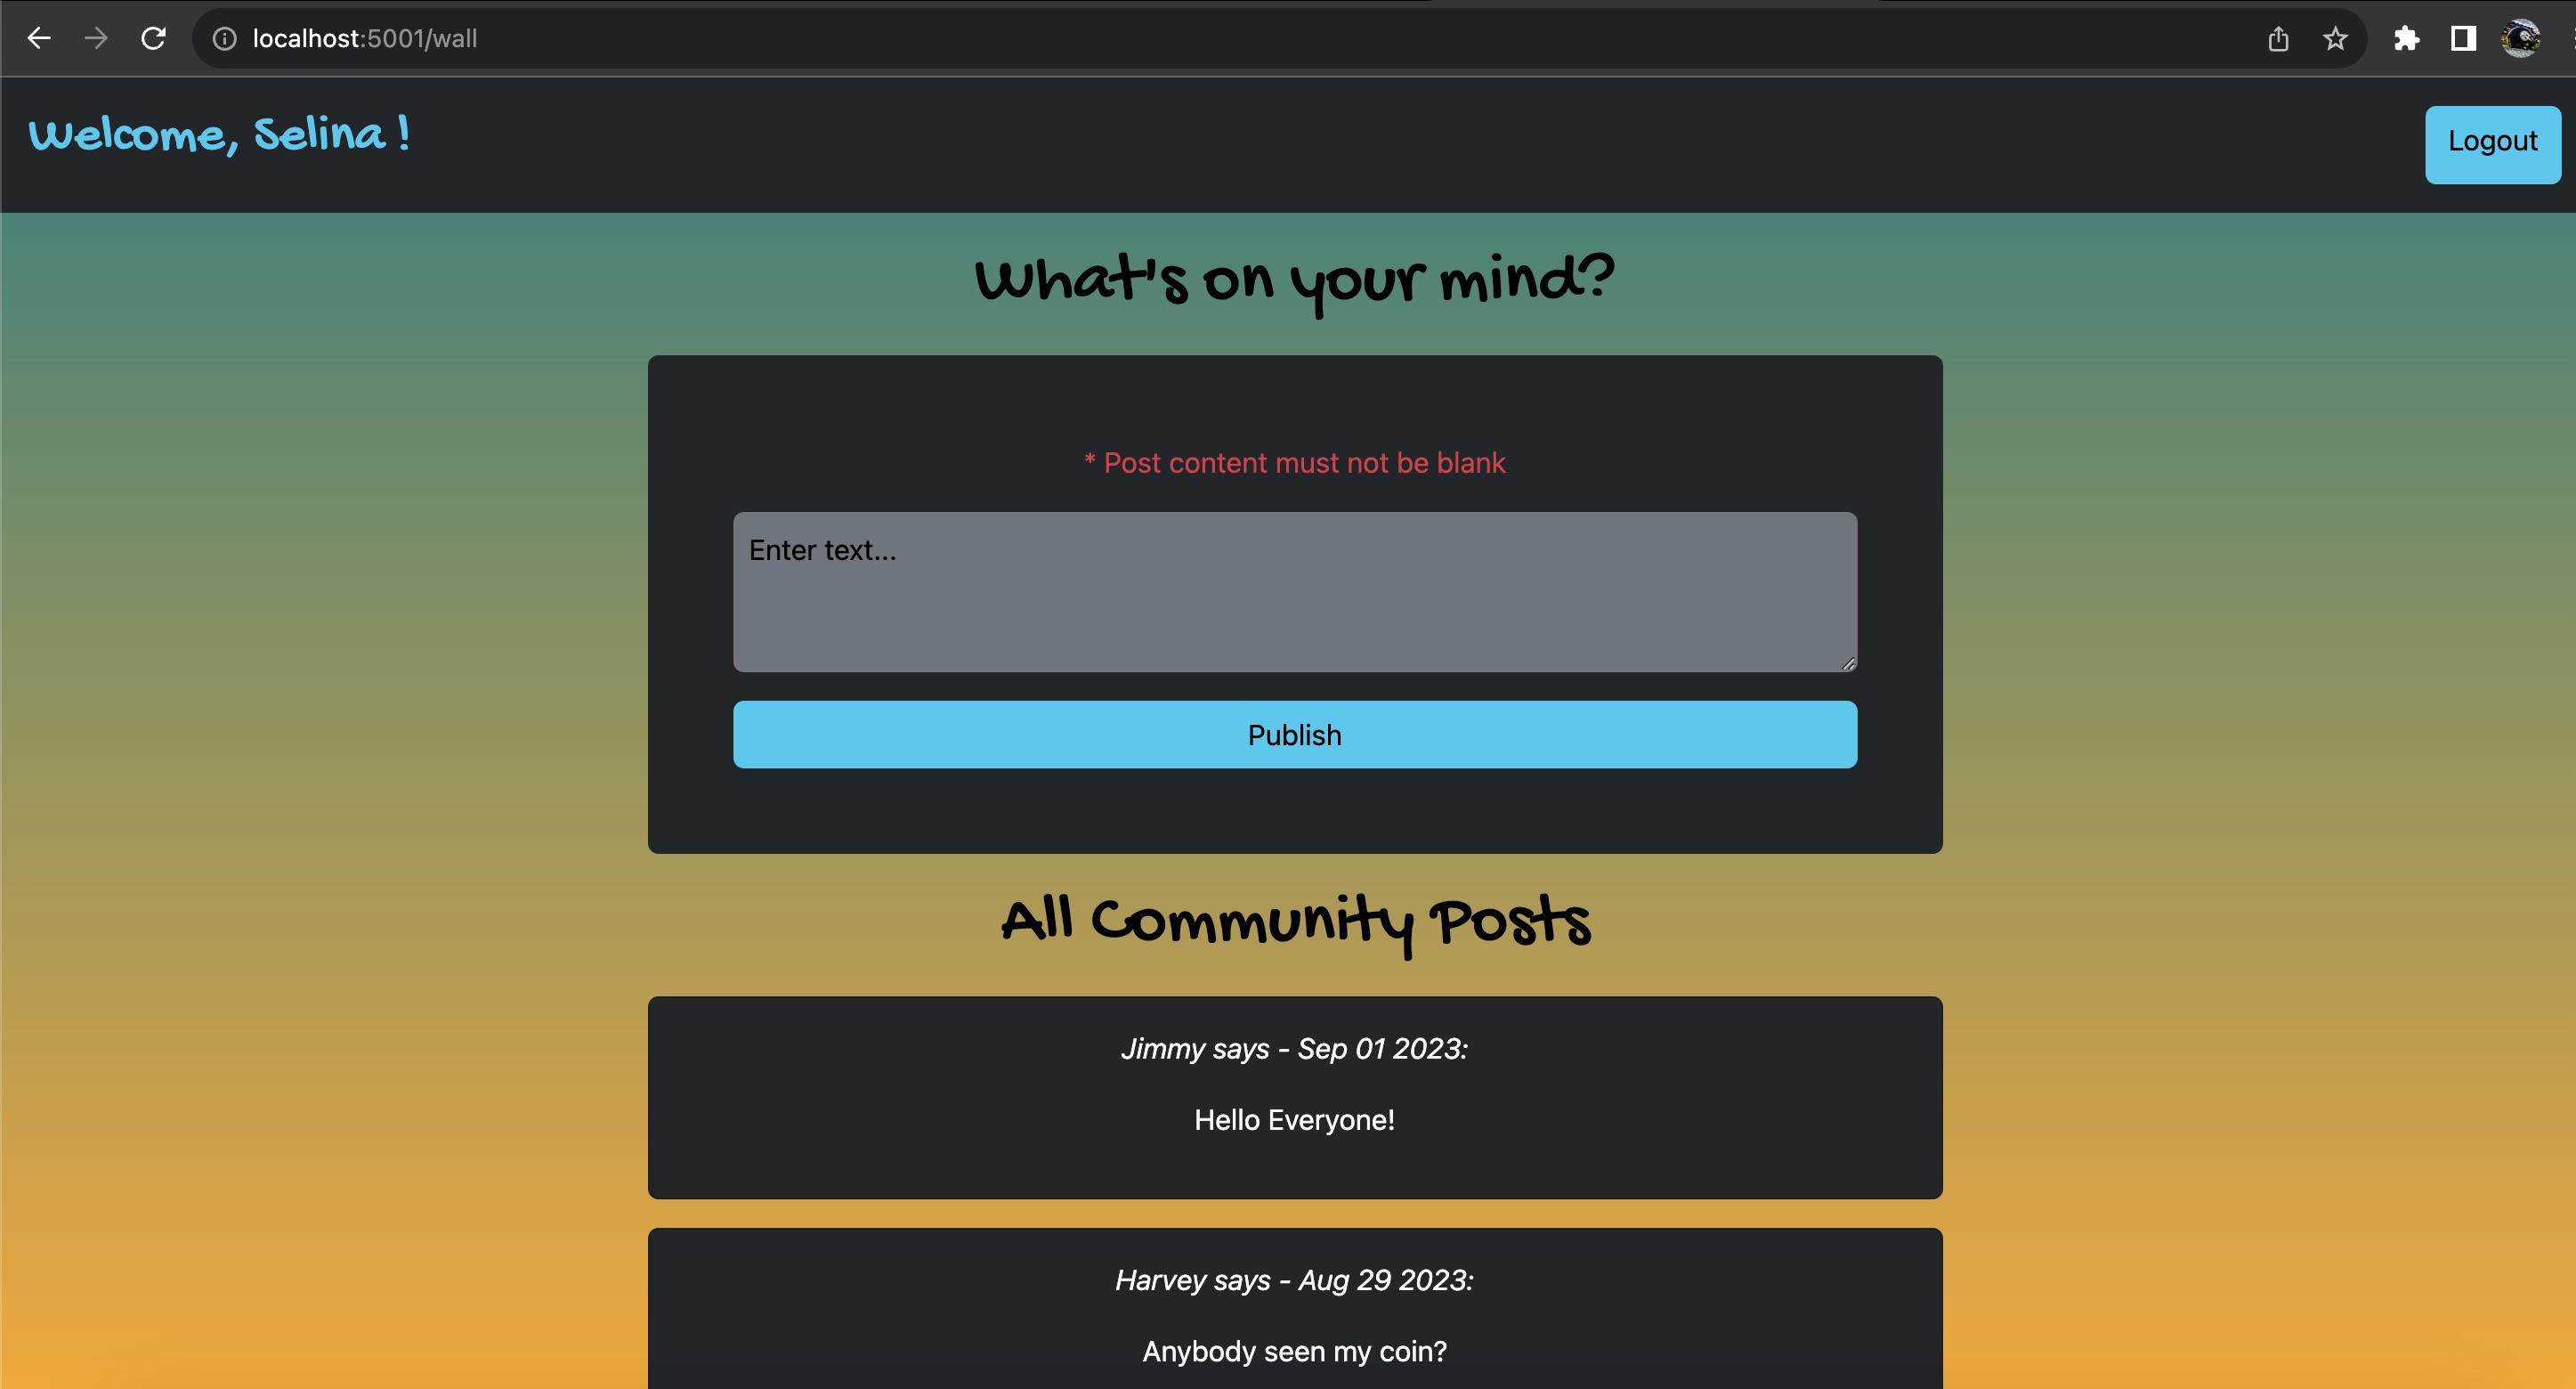 localhost:5001/wall
Welcome, Selina !
Logout
What's on your mind?
* Post content must not be blank
Enter text...
Publish
All Community Posts
Jimmy says - Sep 01 2023:
Hello Everyone!
Harvey says - Aug 29 2023:
Anybody seen my coin?